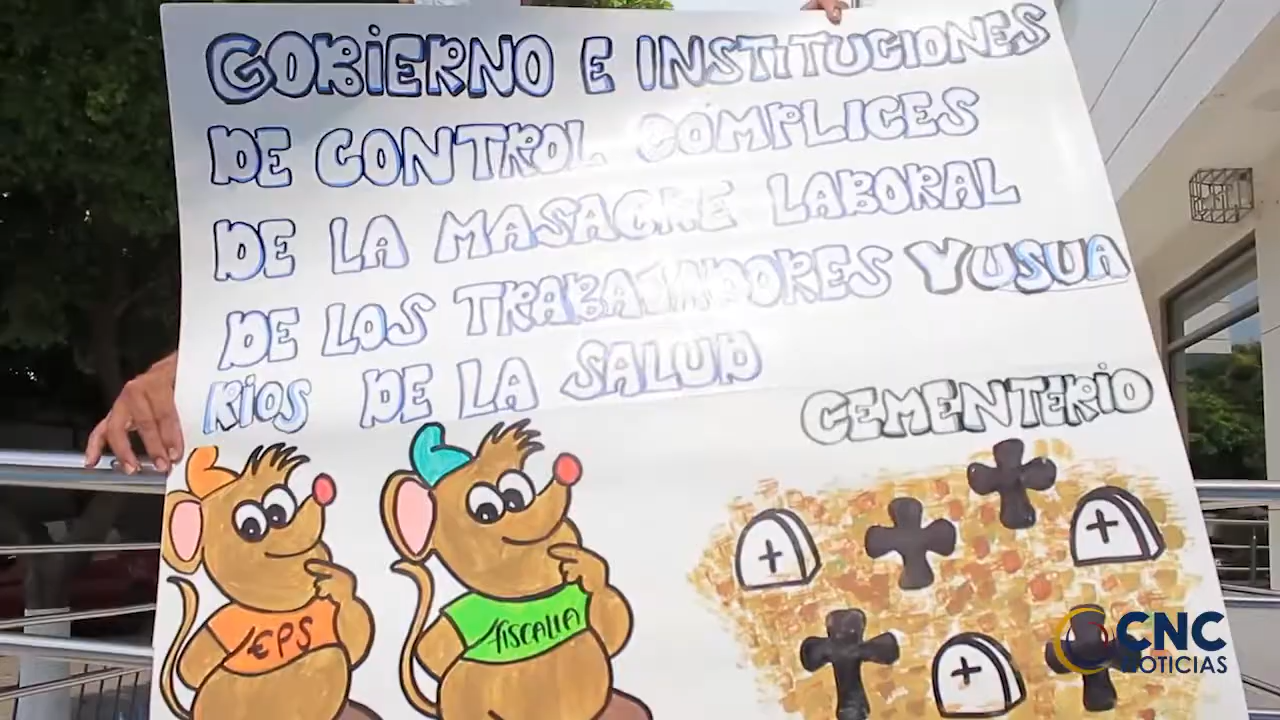 GOBIERNO E INSTITUCIONES
DE CONTROL COMPLICES
DE LA MASACRE LABORAL
DE LOS TRABAJADORES YUSUA
RIOS DE LA SALUD
CEMENTERIO
EPS
FISCALIA
CNC
NOTICIAS